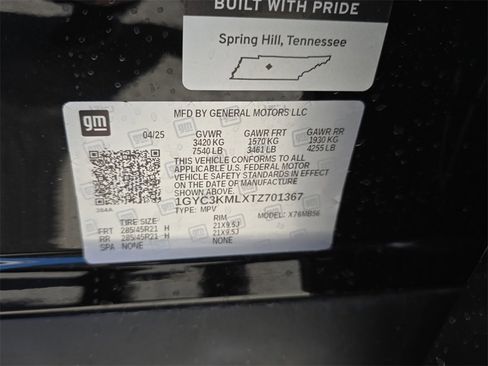 BUILT WITH PRIDE
Spring Hill, Tennessee
gm
MFD BY GENERAL MOTORS LLC
04/25 GVWR GAWR FRT GAWR RR
3420 KG 1570 KG 1930 KG
7540 LB 3461 LB 4255 LB
THIS VEHICLE CONFORMS TO ALL
APPLICABLE U.S. FEDERAL MOTOR
VEHICLE SAFETY STANDARDS IN EFFECT
ON THE DATE OF MANUFACTURE
1GYC3KMLXTZ701367
TYPE: MPV MODEL: X76MB56
TIRE SIZE RIM
FRT 285/45R21 H 21X9.5J
RR 285/45R21 H 21X9.5J
SPA NONE NONE